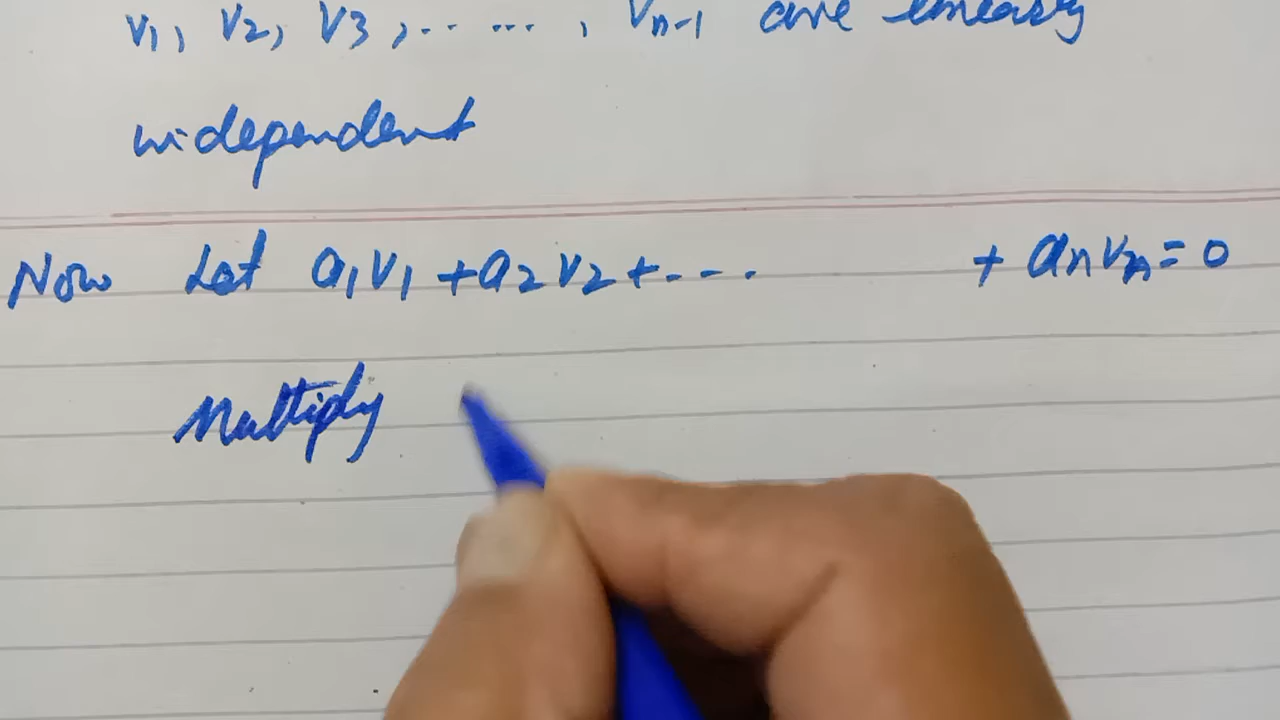 v1, v2, v3, .. ... , vn-1 are linearly
independent
Now Let a1v1 + a2v2 + - - - . + anvn = 0
Multiply